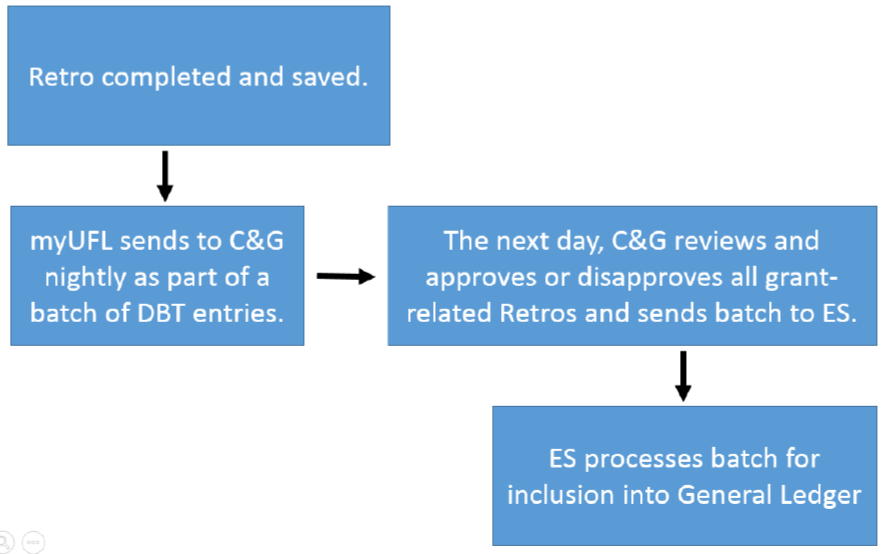 Retro completed and saved.
myUFL sends to C&G
nightly as part of a
batch of DBT entries.
The next day, C&G reviews and
approves or disapproves all grant-
related Retros and sends batch to ES.
ES processes batch for
inclusion into General Ledger